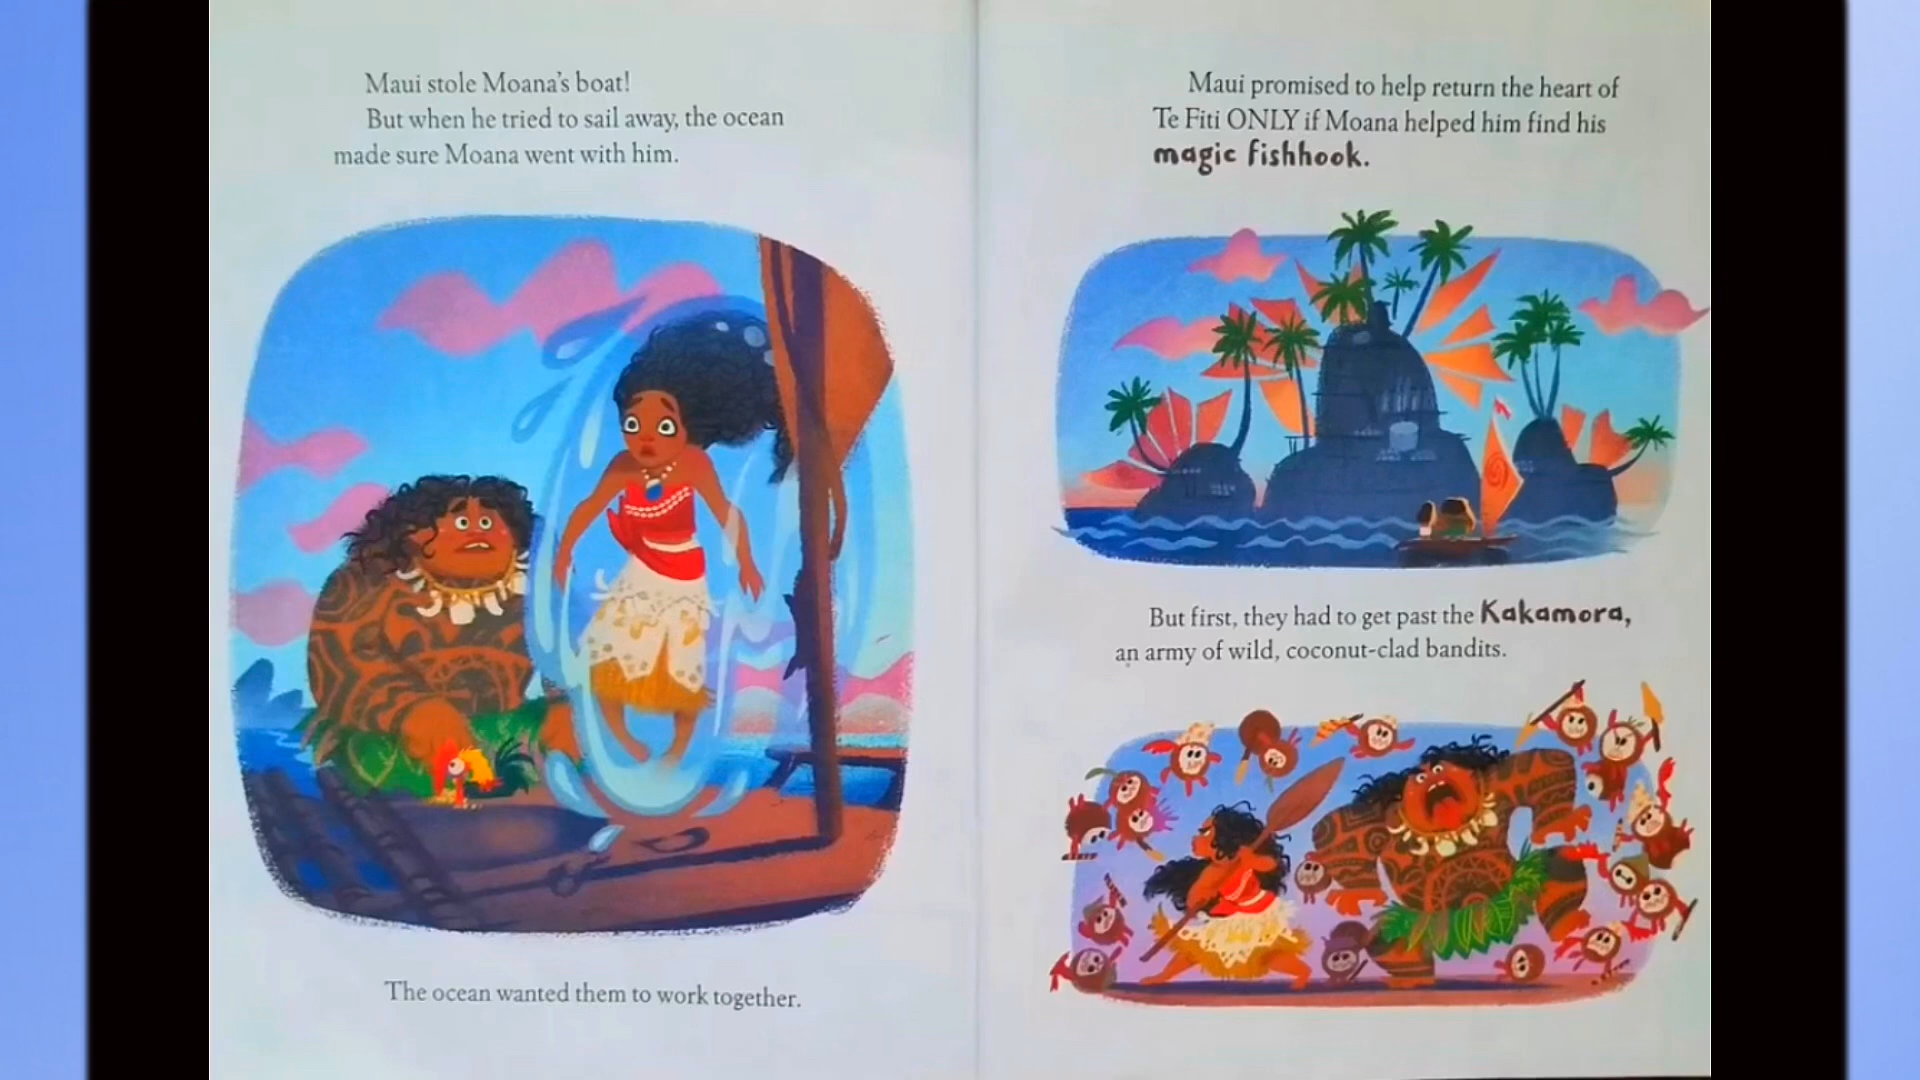 Maui stole Moana's boat!
But when he tried to sail away, the ocean
made sure Moana went with him.
The ocean wanted them to work together.
Maui promised to help return the heart of
Te Fiti ONLY if Moana helped him find his
magic fishhook.
But first, they had to get past the Kakamora,
an army of wild, coconut-clad bandits.